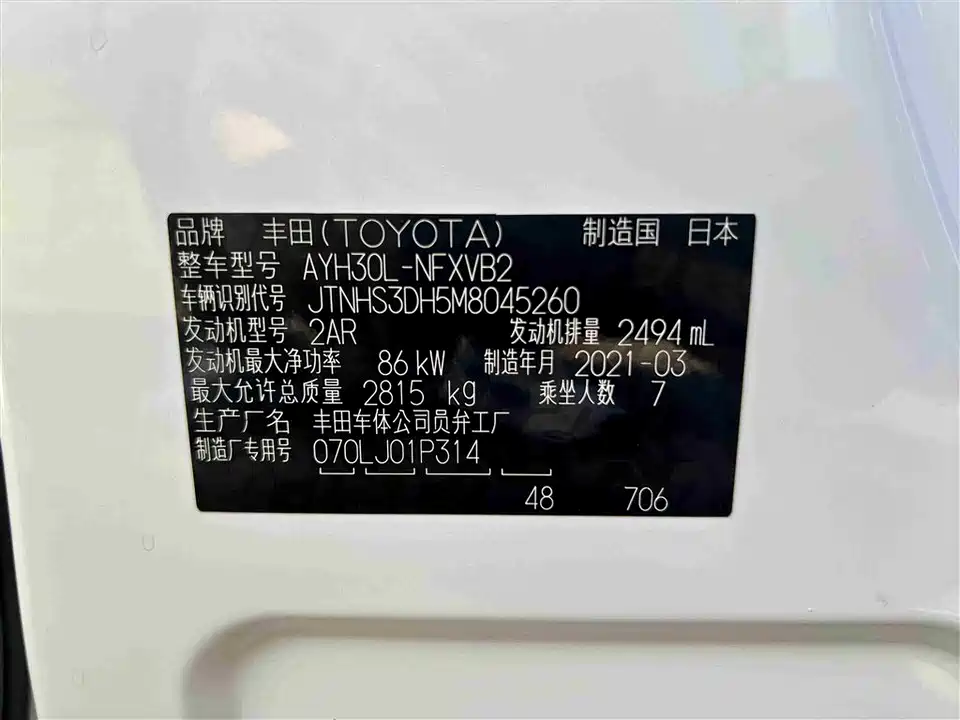 品牌 丰田(TOYOTA) 制造国 日本
整车型号 AYH30L-NFXVB2
车辆识别代号 JTNHS3DH5M8045260
发动机型号 2AR 发动机排量 2494 mL
发动机最大净功率 86 kW 制造年月 2021-03
最大允许总质量 2815 kg 乘坐人数 7
生产厂名 丰田车体公司员弁工厂
制造厂专用号 070LJ01P314
48 706